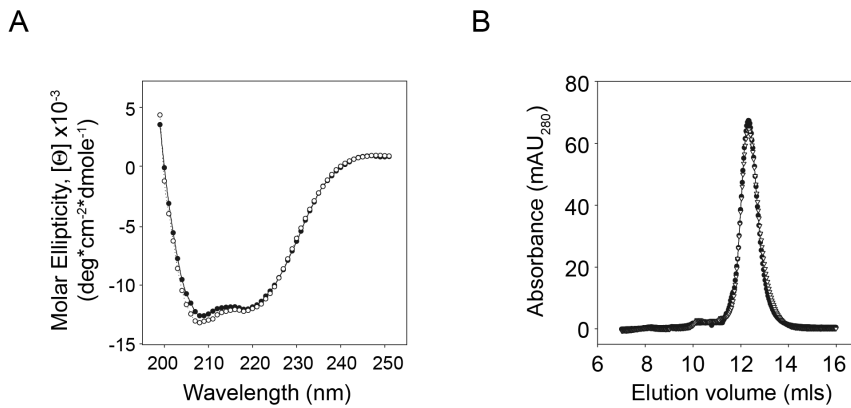 A
Molar Ellipticity, [Θ] x10-3
(deg*cm-2*dmole-1)
5
0
-5
-10
-15
200 210 220 230 240 250
Wavelength (nm)
B
Absorbance (mAU280)
80
60
40
20
0
6 8 10 12 14 16
Elution volume (mls)